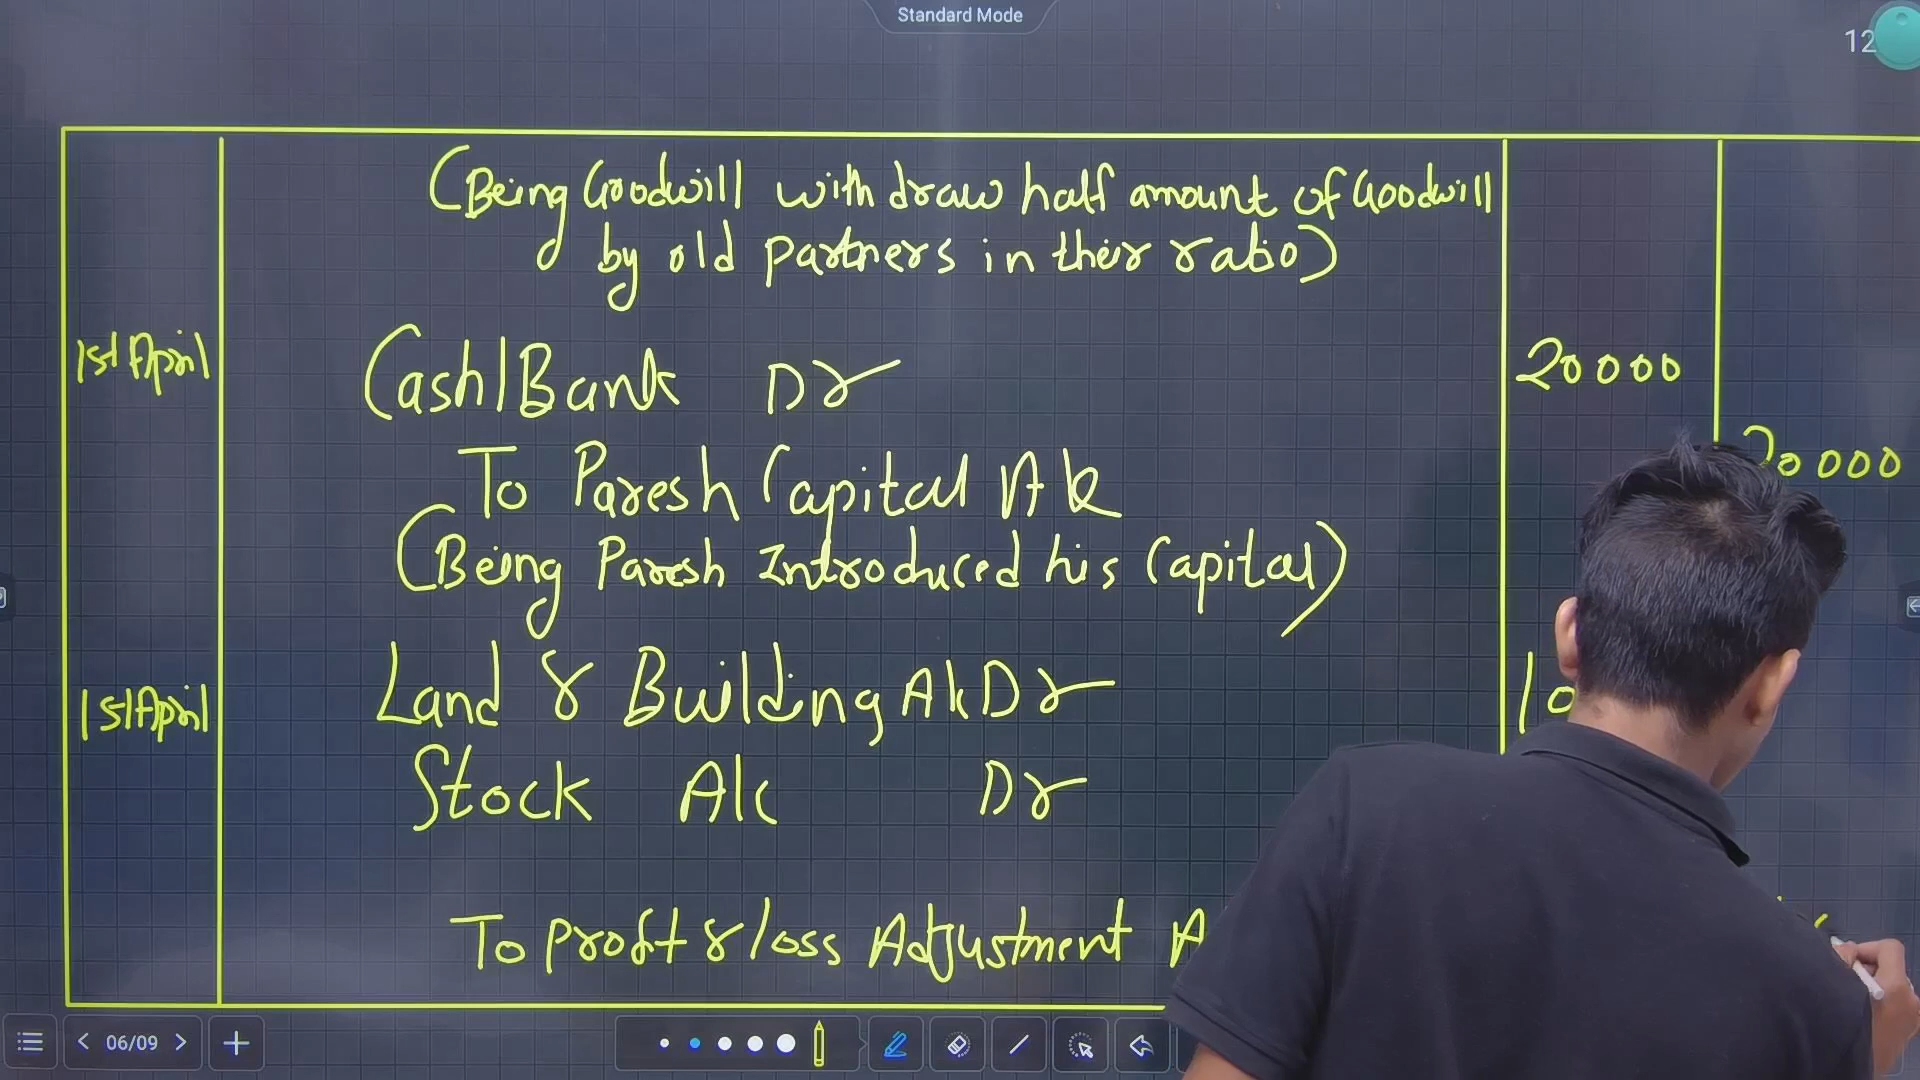 Standard Mode
12
(Being Goodwill withdraw half amount of Goodwill
by old partners in their ratio)
1st April Cash/Bank Dr 20000
To Paresh Capital A/c 20000
(Being Paresh Introduced his Capital)
1st April Land & Building A/c Dr 10
Stock A/c Dr
To profit & loss Adjustment A
06/09